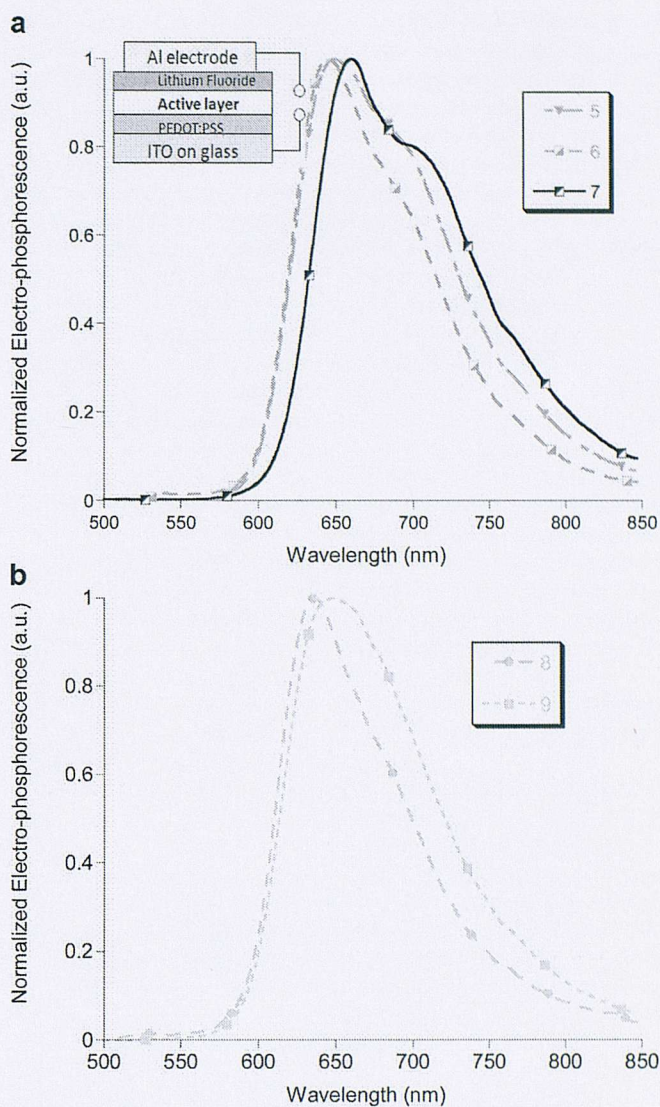 a
Normalized Electro-phosphorescence (a.u.)
1
0.8
0.6
0.4
0.2
0
Al electrode
Lithium Fluoride
Active layer
PEDOT:PSS
ITO on glass
5
6
7
500 550 600 650 700 750 800 850
Wavelength (nm)
b
Normalized Electro-phosphorescence (a.u.)
1
0.8
0.6
0.4
0.2
0
8
9
500 550 600 650 700 750 800 850
Wavelength (nm)